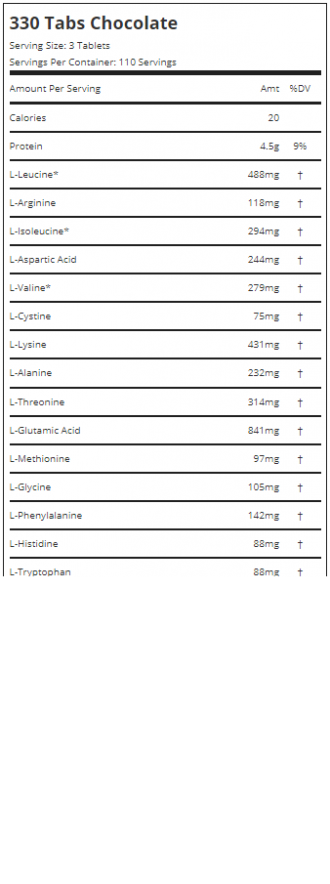 330 Tabs Chocolate
Serving Size: 3 Tablets
Servings Per Container: 110 Servings
Amount Per Serving Amt %DV
Calories 20
Protein 4.5g 9%
L-Leucine* 488mg †
L-Arginine 118mg †
L-Isoleucine* 294mg †
L-Aspartic Acid 244mg †
L-Valine* 279mg †
L-Cystine 75mg †
L-Lysine 431mg †
L-Alanine 232mg †
L-Threonine 314mg †
L-Glutamic Acid 841mg †
L-Methionine 97mg †
L-Glycine 105mg †
L-Phenylalanine 142mg †
L-Histidine 88mg †
L-Tryptophan 88mg †